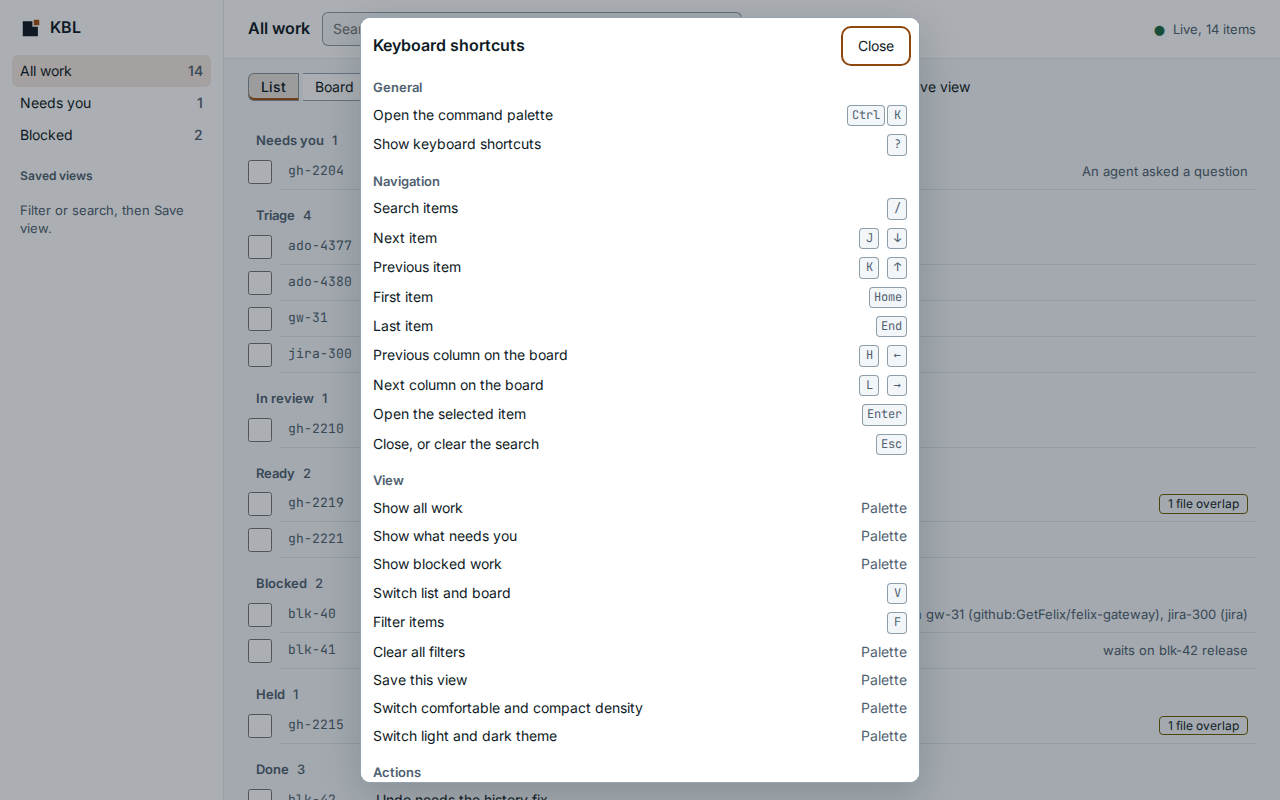 KBL
All work 14
Needs you 1
Blocked 2
Saved views
Filter or search, then Save
view.
All work
Live, 14 items
List Board
Needs you 1
gh-2204 An agent asked a question
Triage 4
ado-4377
ado-4380
gw-31
jira-300
In review 1
gh-2210
Ready 2
gh-2219 1 file overlap
gh-2221
Blocked 2
blk-40 gw-31 (github:GetFelix/felix-gateway), jira-300 (jira)
blk-41 waits on blk-42 release
Held 1
gh-2215 1 file overlap
Done 3
blk-42 Undo needs the history fix
view
Keyboard shortcuts Close
General
Open the command palette Ctrl K
Show keyboard shortcuts ?
Navigation
Search items /
Next item J ↓
Previous item K ↑
First item Home
Last item End
Previous column on the board H ←
Next column on the board L →
Open the selected item Enter
Close, or clear the search Esc
View
Show all work Palette
Show what needs you Palette
Show blocked work Palette
Switch list and board V
Filter items F
Clear all filters Palette
Save this view Palette
Switch comfortable and compact density Palette
Switch light and dark theme Palette
Actions